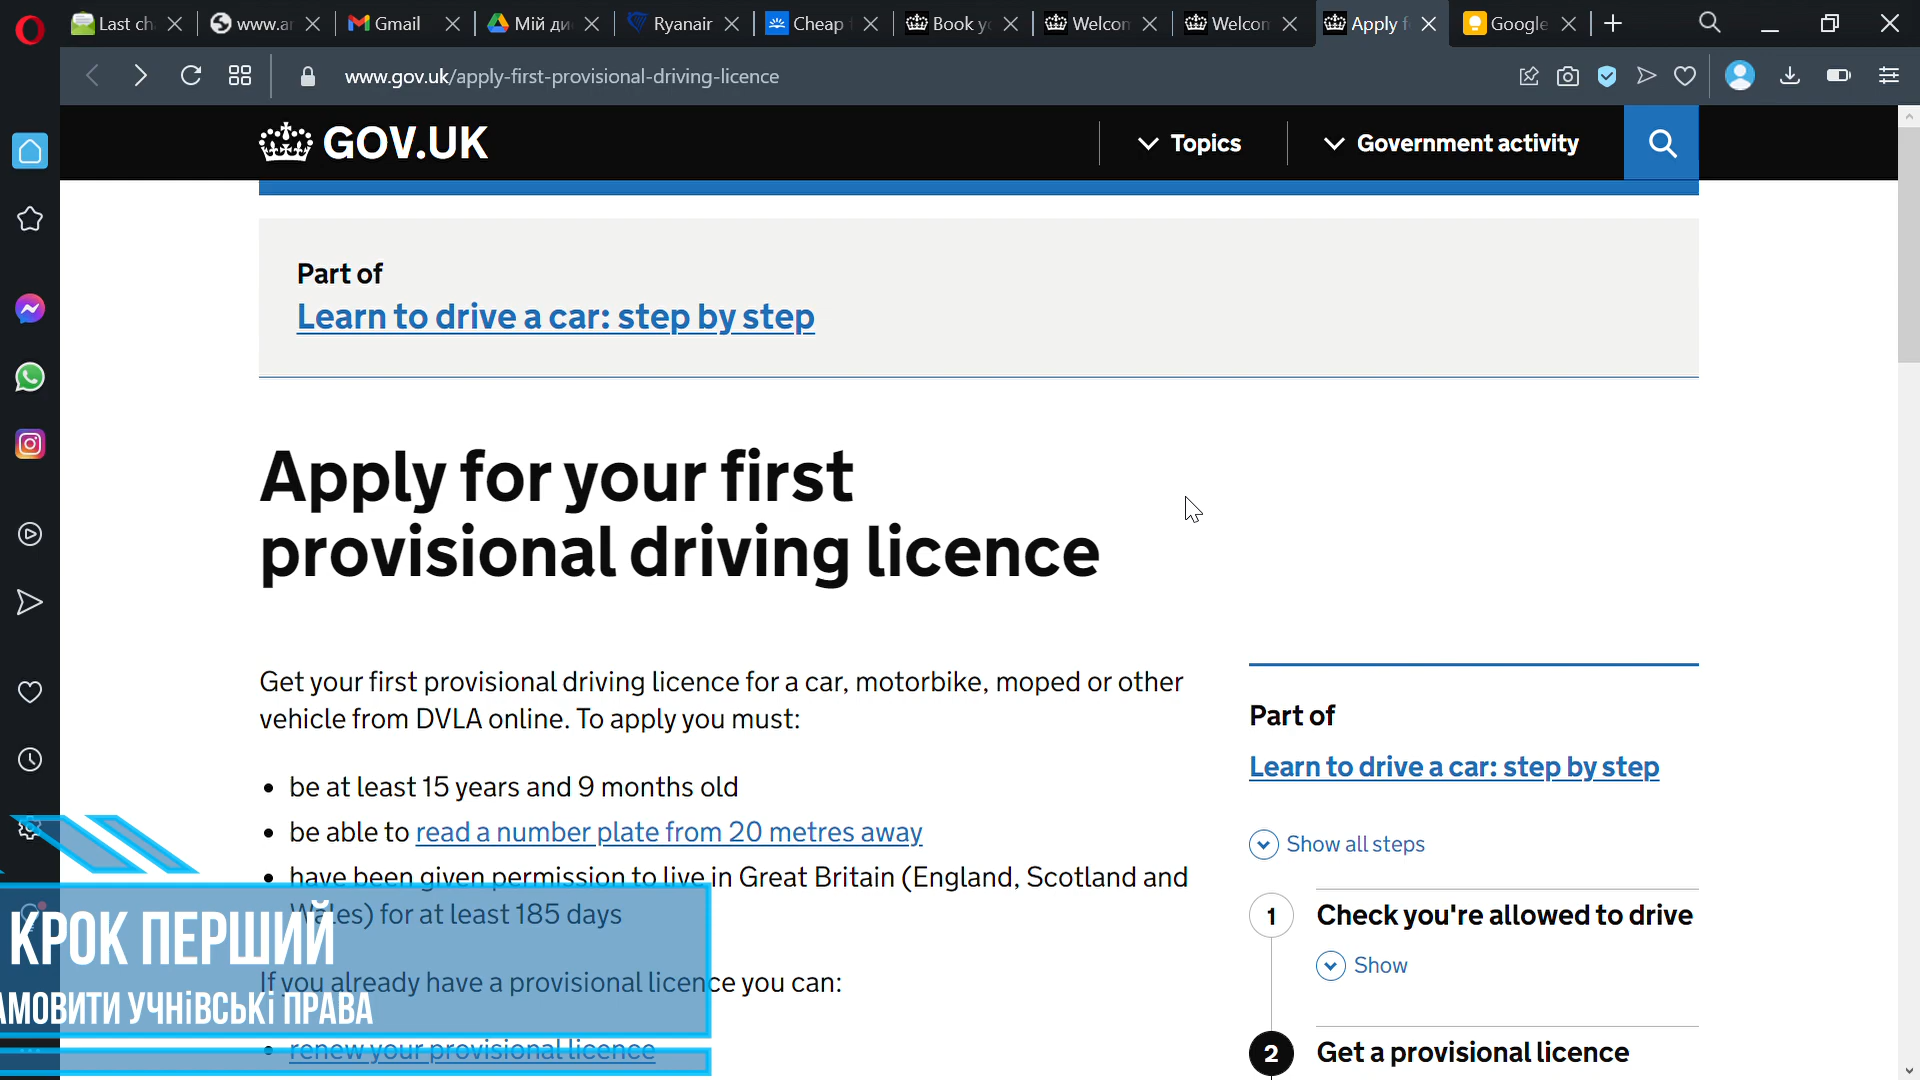 Last ch
www.ar
Gmail
Мій ди
Ryanair
Cheap f
Book yo
Welcom
Welcom
Apply f
Google
www.gov.uk/apply-first-provisional-driving-licence
GOV.UK
Topics
Government activity
Part of
Learn to drive a car: step by step
Apply for your first
provisional driving licence
Get your first provisional driving licence for a car, motorbike, moped or other
vehicle from DVLA online. To apply you must:
• be at least 15 years and 9 months old
• be able to read a number plate from 20 metres away
• have been given permission to live in Great Britain (England, Scotland and
Wales) for at least 185 days
If you already have a provisional licence you can:
• renew your provisional licence
Part of
Learn to drive a car: step by step
Show all steps
1 Check you're allowed to drive
Show
2 Get a provisional licence
КРОК ПЕРШИЙ
АМОВИТИ УЧНІВСЬКІ ПРАВА